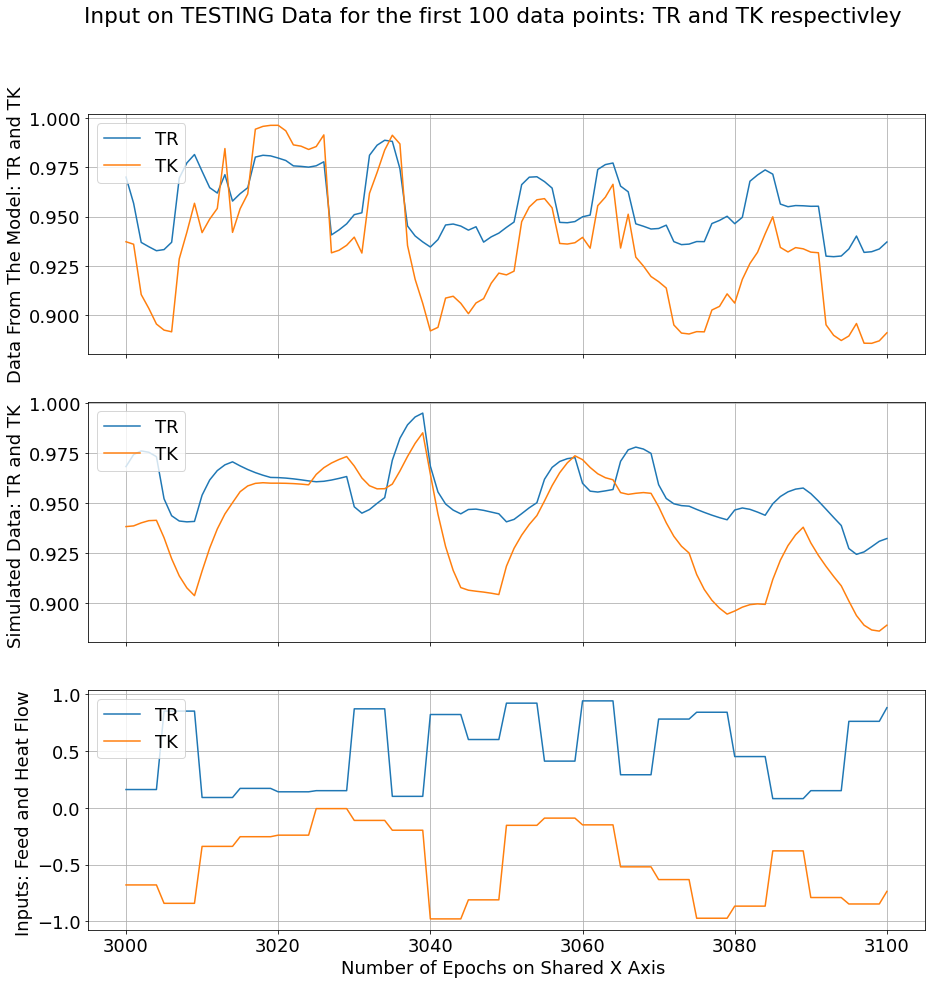 Input on TESTING Data for the first 100 data points: TR and TK respectivley
Data From The Model: TR and TK
1.000
0.975
0.950
0.925
0.900
TR
TK
Simulated Data: TR and TK
1.000
0.975
0.950
0.925
0.900
TR
TK
Inputs: Feed and Heat Flow
1.0
0.5
0.0
−0.5
−1.0
TR
TK
3000 3020 3040 3060 3080 3100
Number of Epochs on Shared X Axis